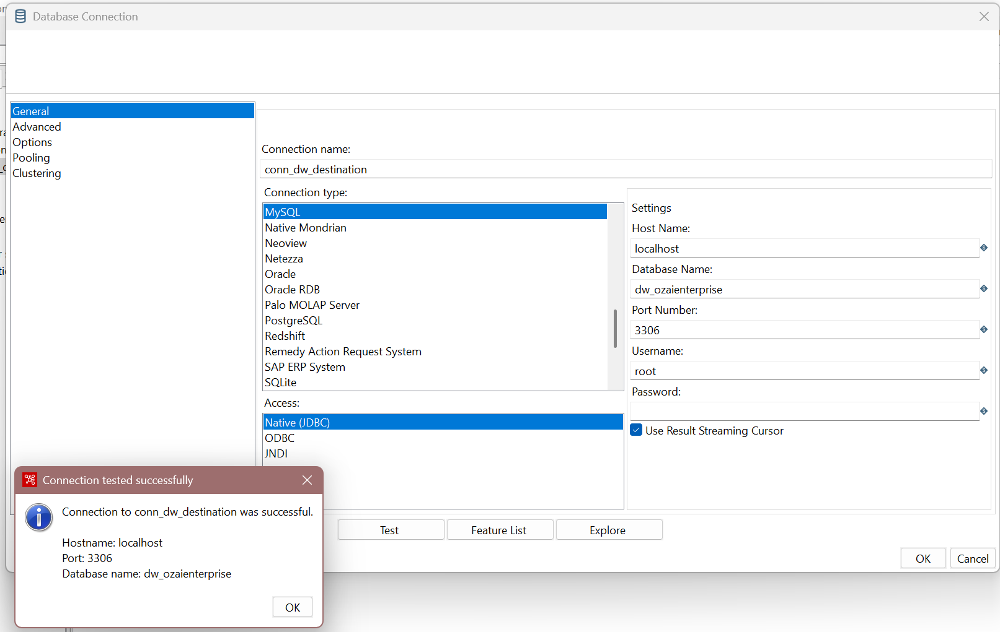 Database Connection
General
Advanced
Options
Pooling
Clustering
Connection name:
conn_dw_destination
Connection type:
MySQL
Native Mondrian
Neoview
Netezza
Oracle
Oracle RDB
Palo MOLAP Server
PostgreSQL
Redshift
Remedy Action Request System
SAP ERP System
SQLite
Access:
Native (JDBC)
ODBC
JNDI
Settings
Host Name:
localhost
Database Name:
dw_ozaienterprise
Port Number:
3306
Username:
root
Password:
Use Result Streaming Cursor
Test
Feature List
Explore
OK
Cancel
Connection tested successfully
Connection to conn_dw_destination was successful.
Hostname: localhost
Port: 3306
Database name: dw_ozaienterprise
OK